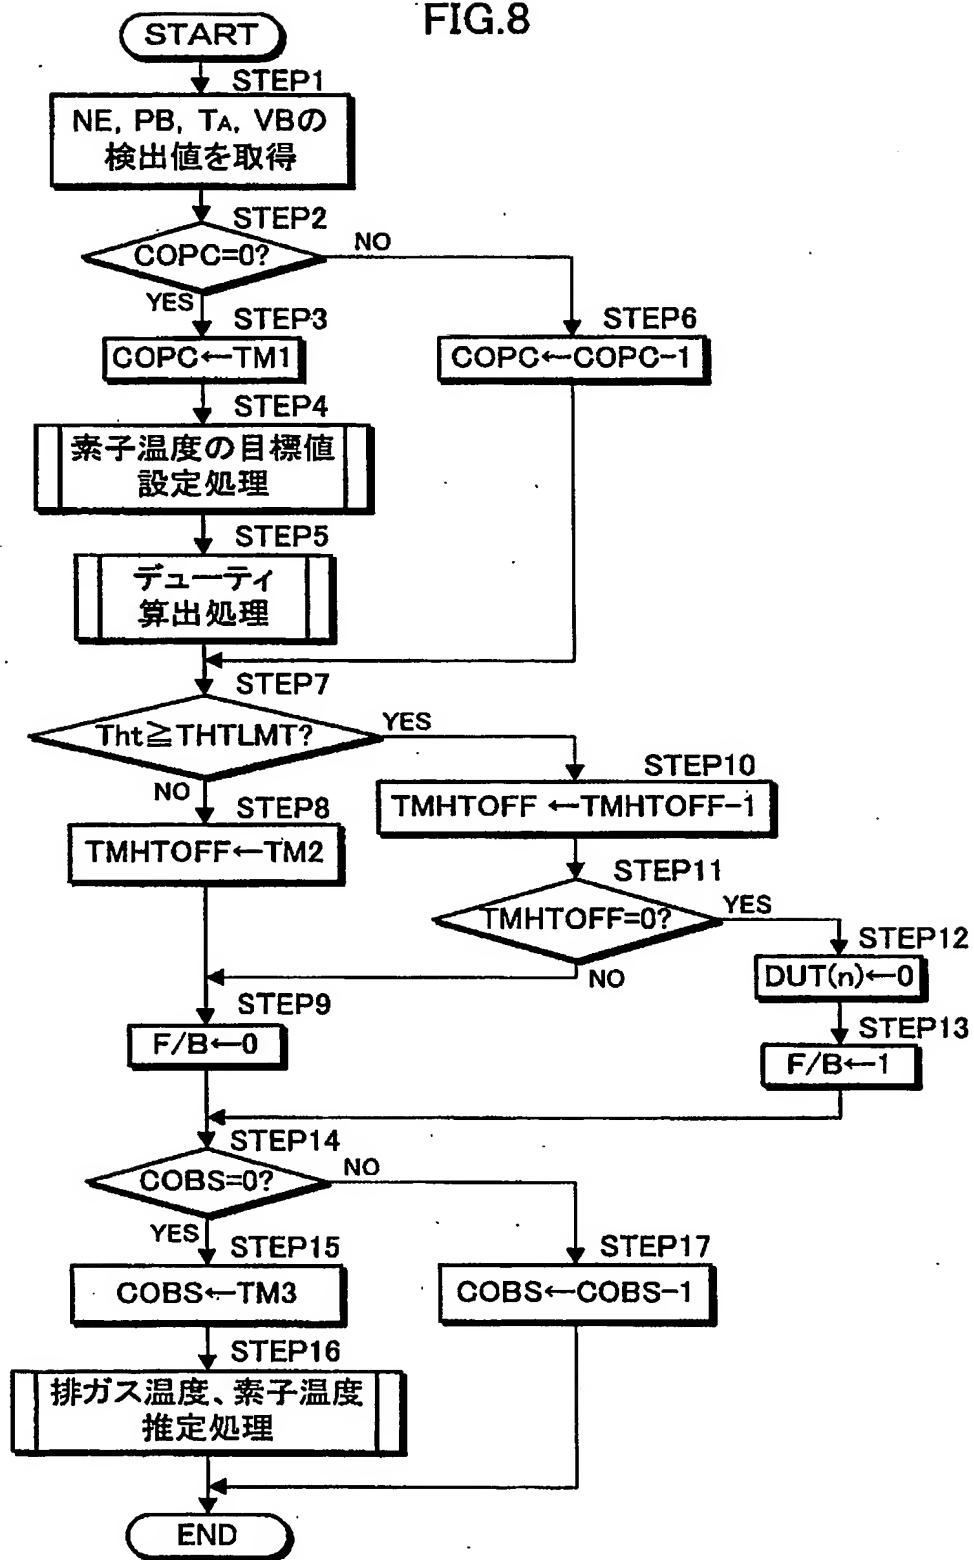 FIG.8
START
STEP1
NE, PB, TA, VBの
検出値を取得
STEP2
COPC=0?
NO
YES
STEP3
COPC←TM1
STEP6
COPC←COPC-1
STEP4
素子温度の目標値
設定処理
STEP5
デューティ
算出処理
STEP7
Tht≧THTLMT?
YES
NO
STEP8
TMHTOFF←TM2
STEP10
TMHTOFF ←TMHTOFF-1
STEP11
TMHTOFF=0?
YES
NO
STEP12
DUT(n)←0
STEP9
F/B←0
STEP13
F/B←1
STEP14
COBS=0?
NO
YES
STEP15
COBS←TM3
STEP17
COBS←COBS-1
STEP16
排ガス温度、素子温度
推定処理
END